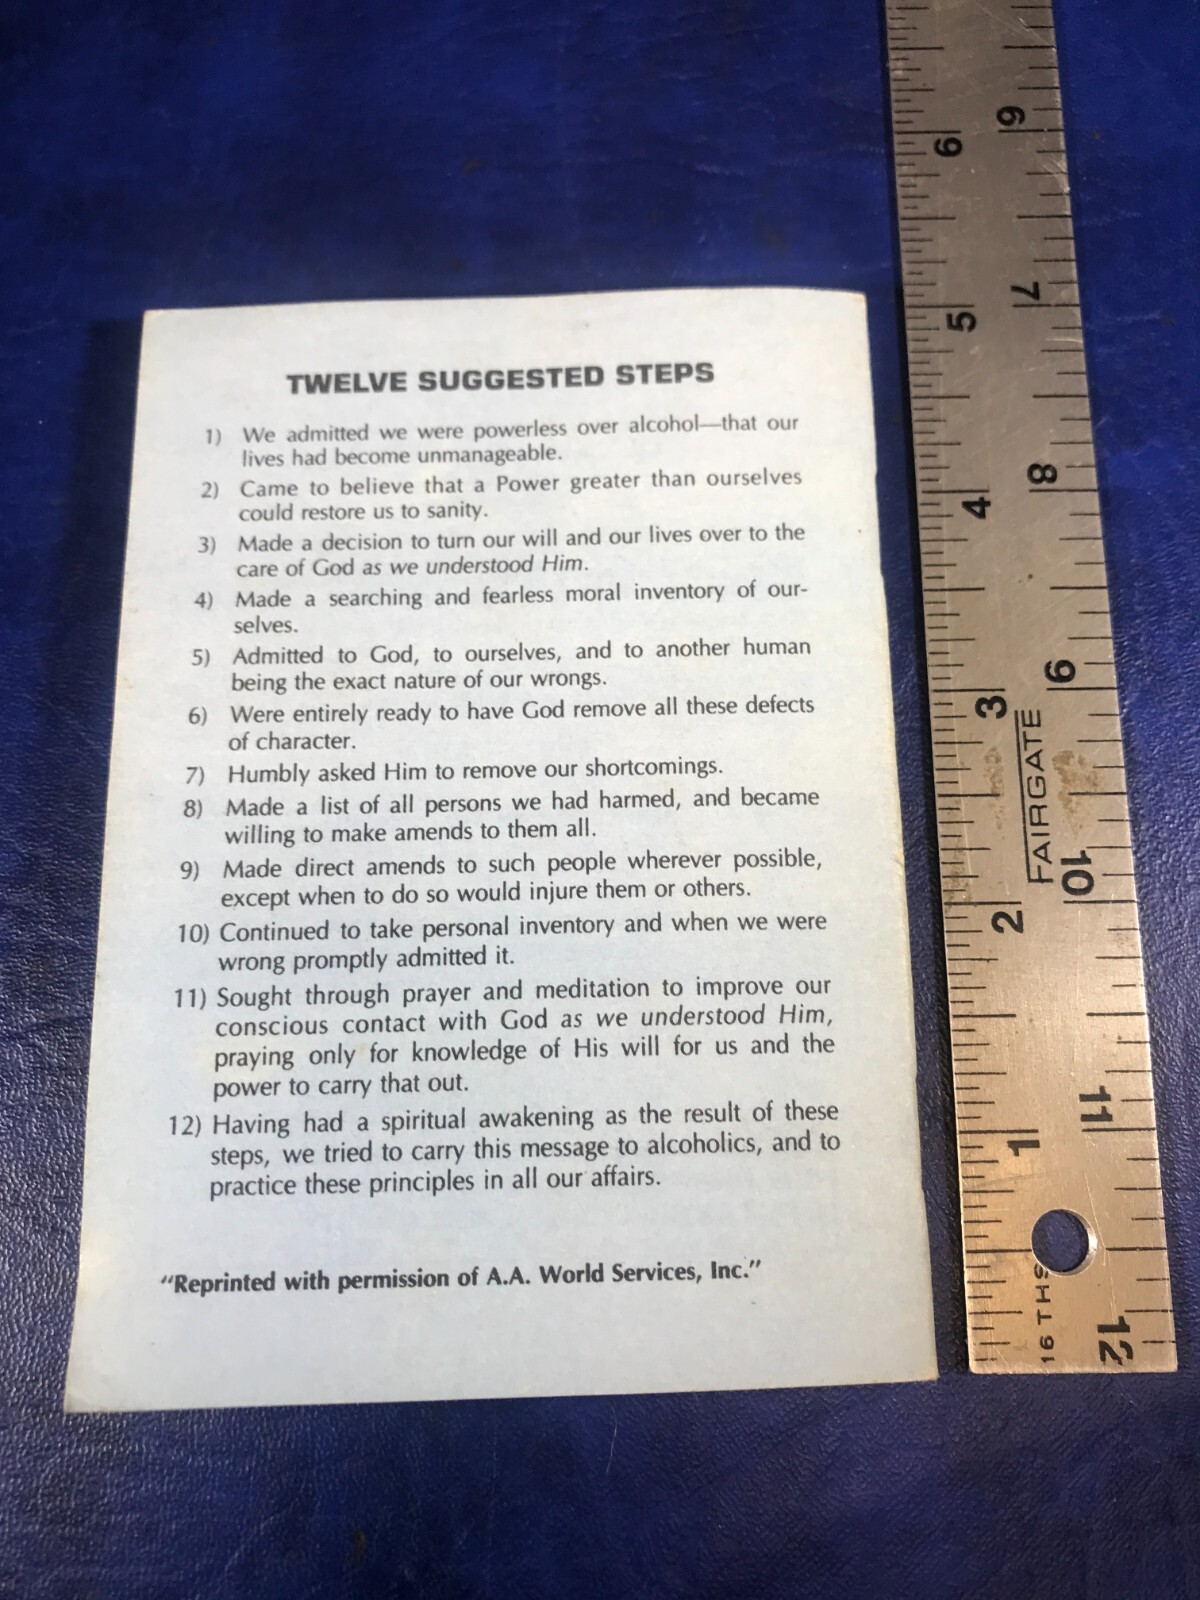 TWELVE SUGGESTED STEPS
1) We admitted we were powerless over alcohol—that our
lives had become unmanageable.
2) Came to believe that a Power greater than ourselves
could restore us to sanity.
3) Made a decision to turn our will and our lives over to the
care of God as we understood Him.
4) Made a searching and fearless moral inventory of our-
selves.
5) Admitted to God, to ourselves, and to another human
being the exact nature of our wrongs.
6) Were entirely ready to have God remove all these defects
of character.
7) Humbly asked Him to remove our shortcomings.
8) Made a list of all persons we had harmed, and became
willing to make amends to them all.
9) Made direct amends to such people wherever possible,
except when to do so would injure them or others.
10) Continued to take personal inventory and when we were
wrong promptly admitted it.
11) Sought through prayer and meditation to improve our
conscious contact with God as we understood Him,
praying only for knowledge of His will for us and the
power to carry that out.
12) Having had a spiritual awakening as the result of these
steps, we tried to carry this message to alcoholics, and to
practice these principles in all our affairs.
"Reprinted with permission of A.A. World Services, Inc."
6
5
4
3
2
1
16 THS
FAIRGATE
6
7
8
9
10
11
12